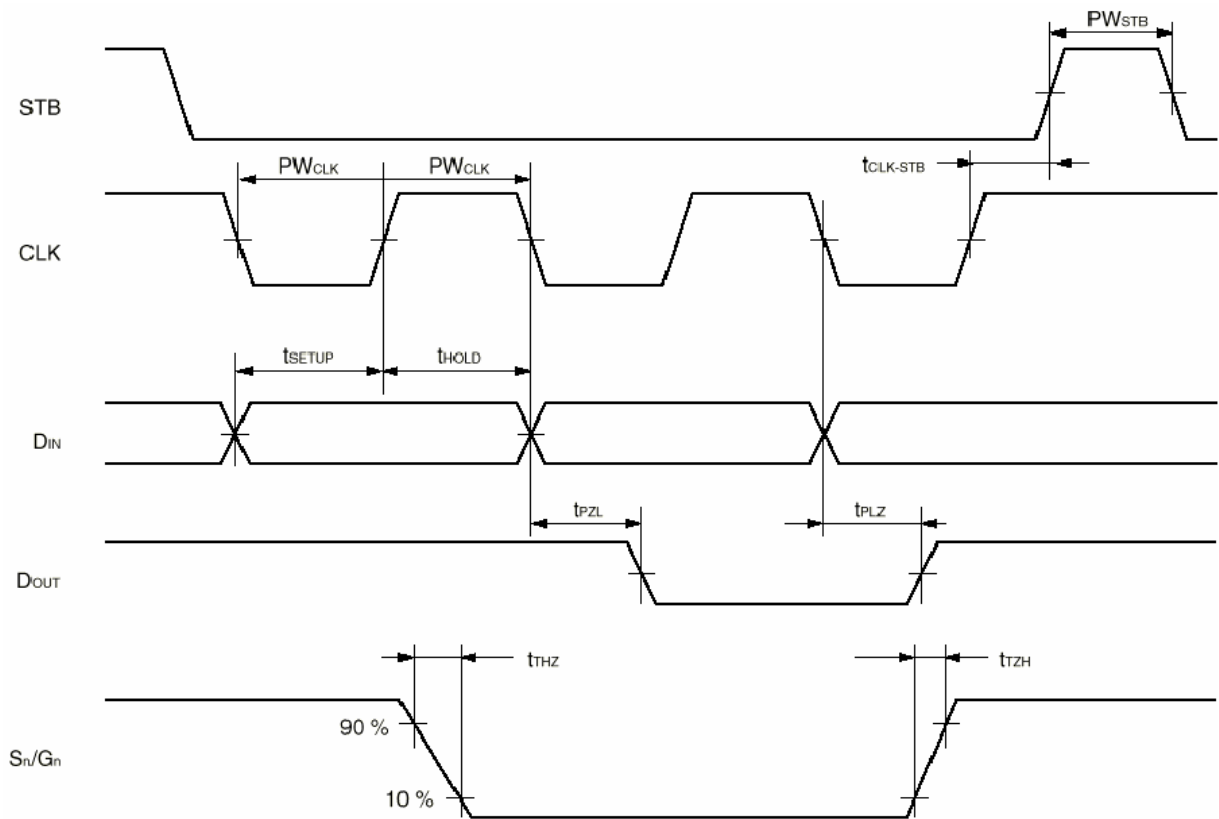 PWSTB
STB
tCLK-STB
PWCLK PWCLK
CLK
tSETUP tHOLD
DIN
tPZL tPLZ
DOUT
tTHZ tTZH
90 %
Sn/Gn
10 %